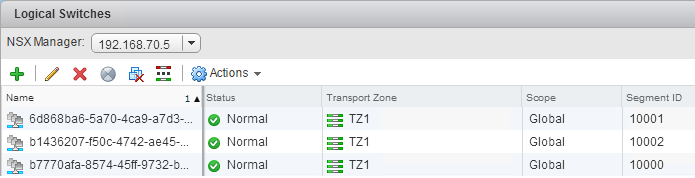 Logical Switches
NSX Manager: 192.168.70.5
Actions
Name 1 Status Transport Zone Scope Segment ID
6d868ba6-5a70-4ca9-a7d3-... Normal TZ1 Global 10001
b1436207-f50c-4742-ae45-... Normal TZ1 Global 10002
b7770afa-8574-45ff-9732-b... Normal TZ1 Global 10000